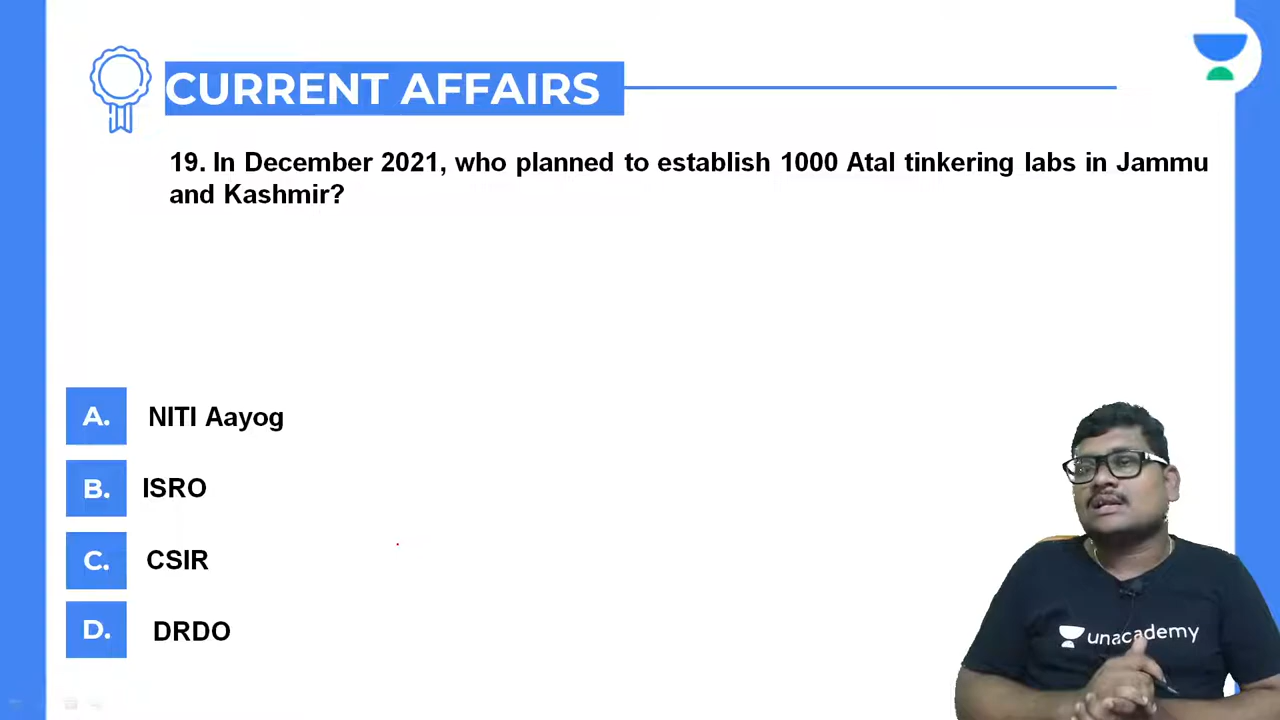 CURRENT AFFAIRS
19. In December 2021, who planned to establish 1000 Atal tinkering labs in Jammu
and Kashmir?
A. NITI Aayog
B. ISRO
C. CSIR
D. DRDO
unacademy